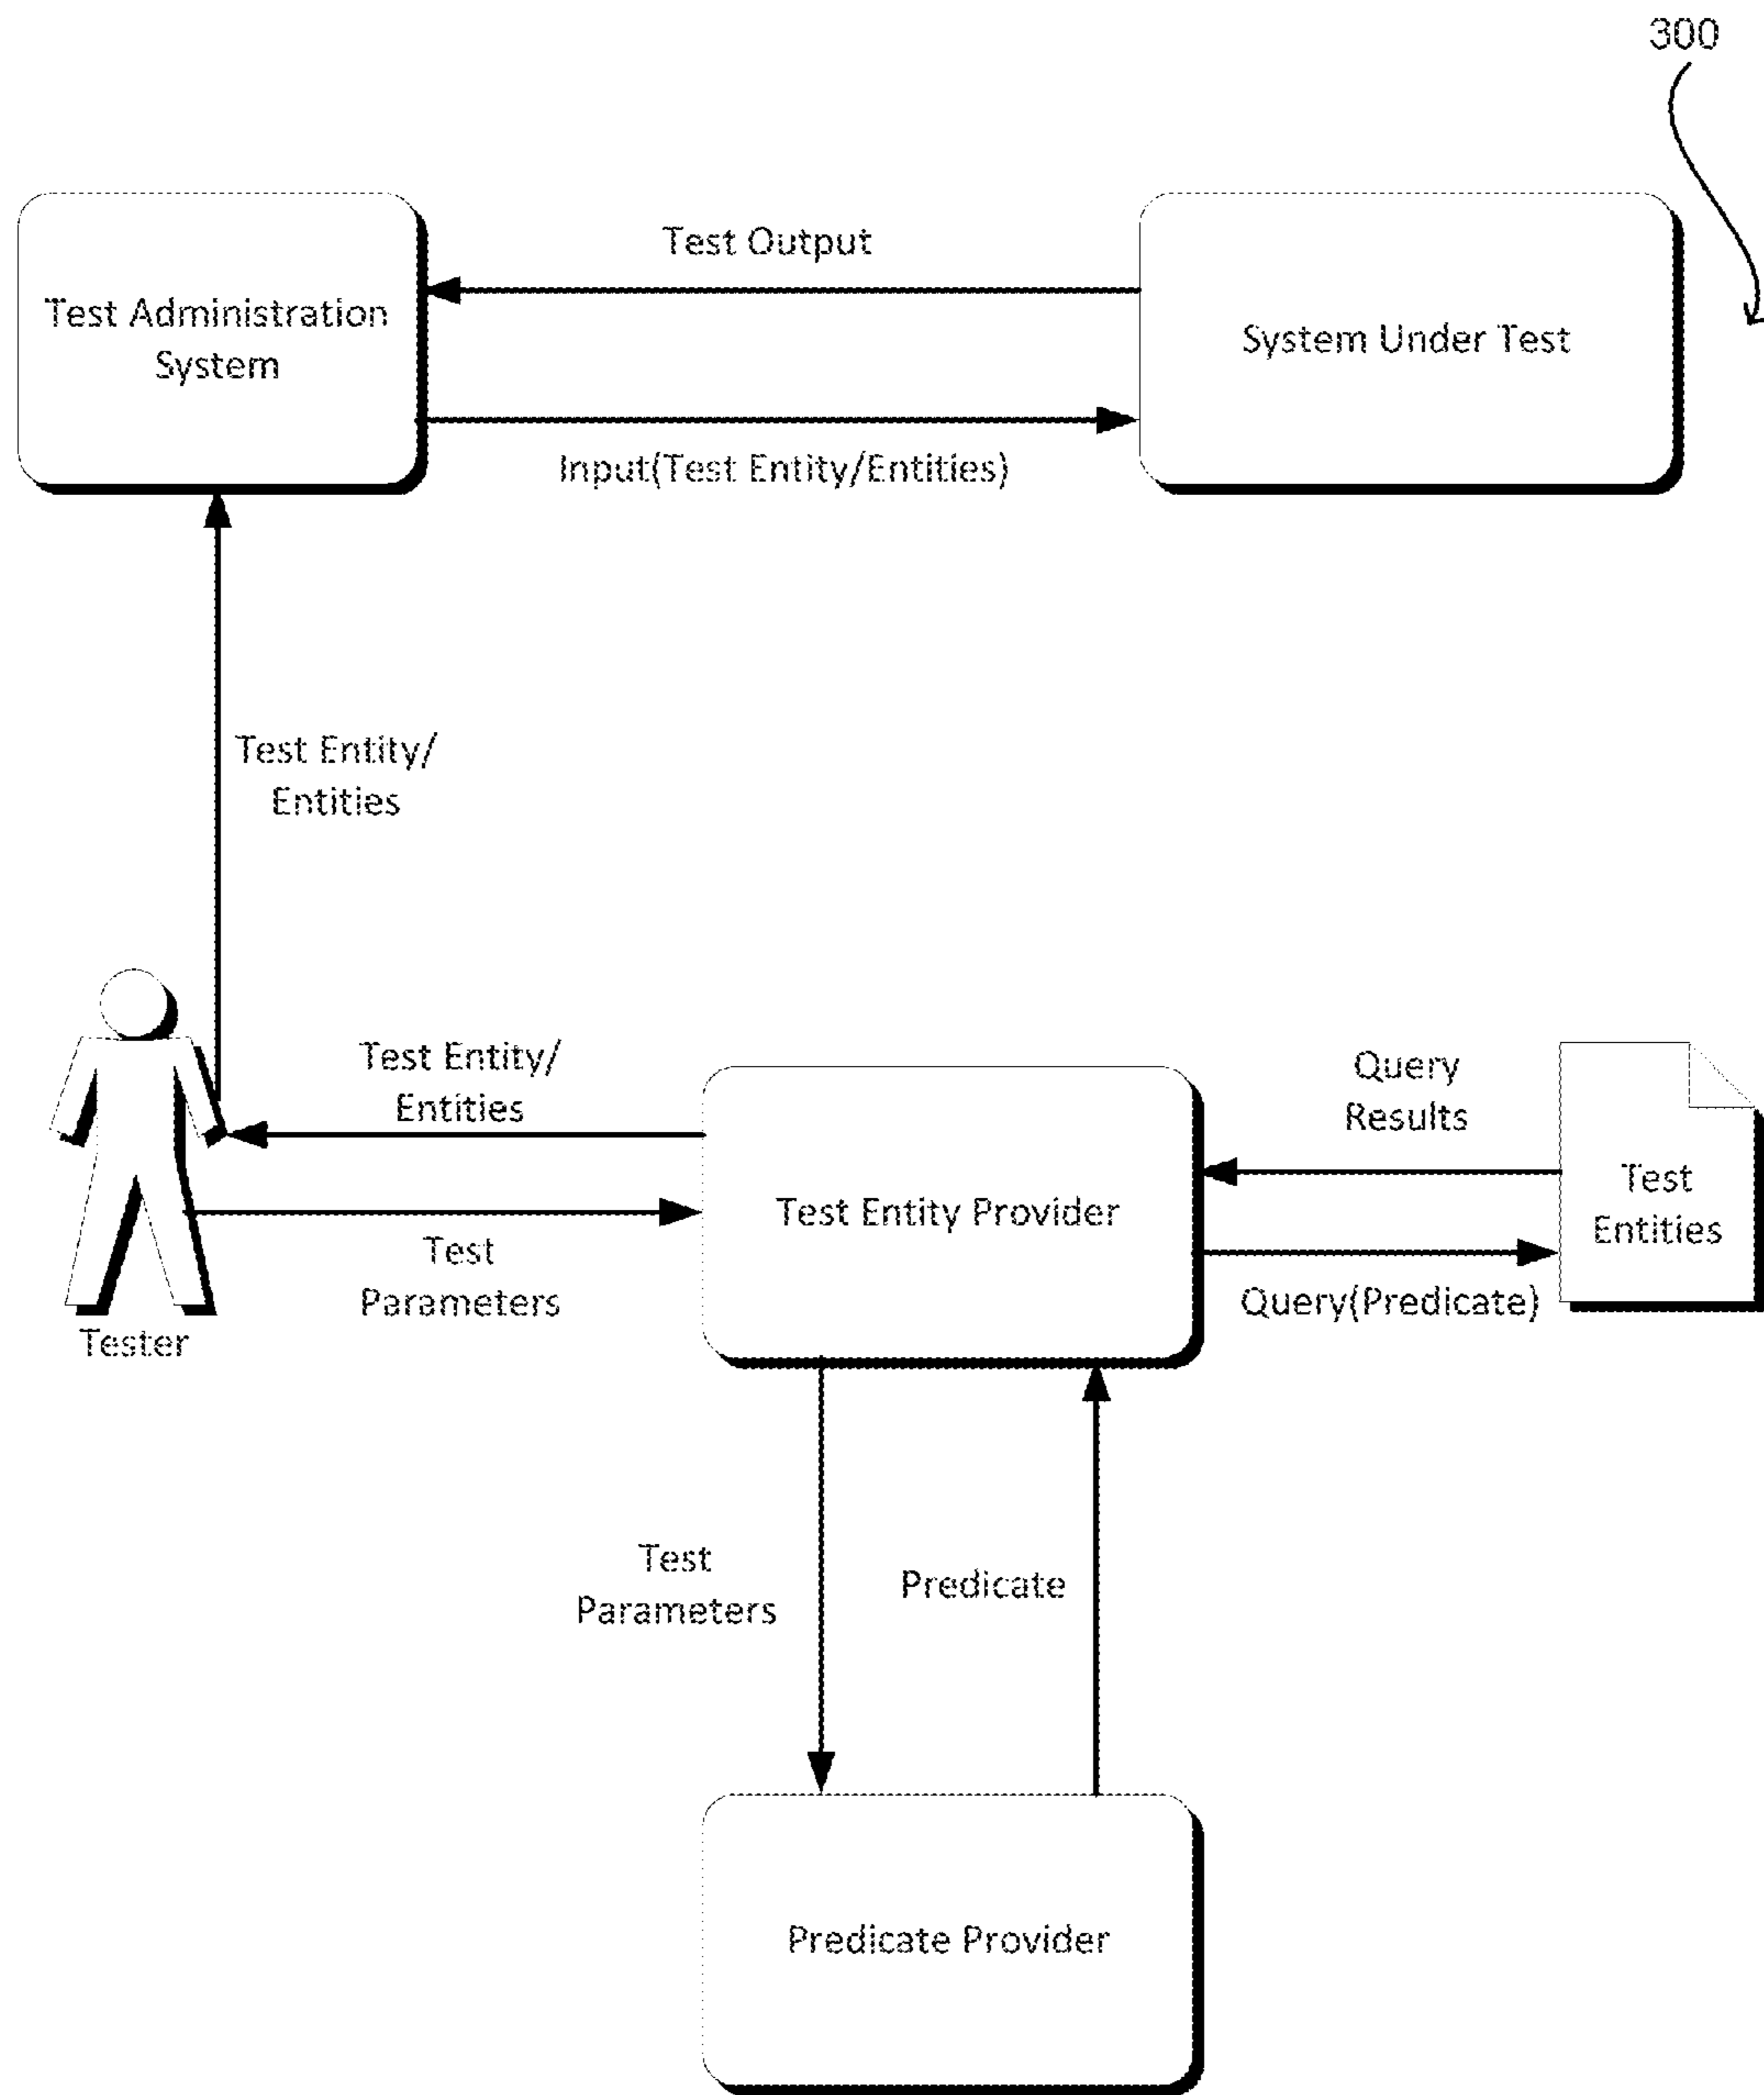 300
Test Output
Test Administration
System
System Under Test
Input(Test Entity/Entities)
Test Entity/
Entities
Test Entity/
Entities
Query
Results
Test
Entities
Test Entity Provider
Test
Parameters
Query(Predicate)
Tester
Test
Parameters
Predicate
Predicate Provider